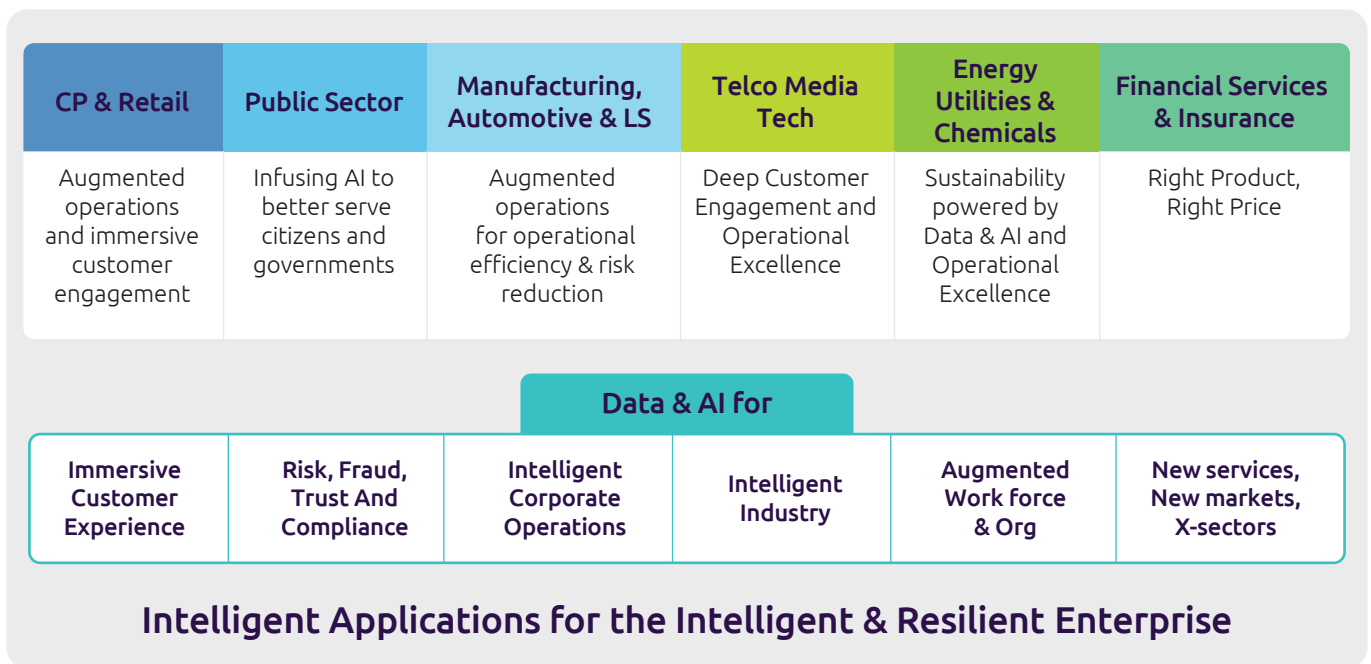 CP & Retail
Public Sector
Manufacturing,
Automotive & LS
Telco Media
Tech
Energy
Utilities &
Chemicals
Financial Services
& Insurance
Augmented
operations
and immersive
customer
engagement
Infusing AI to
better serve
citizens and
governments
Augmented
operations
for operational
efficiency & risk
reduction
Deep Customer
Engagement and
Operational
Excellence
Sustainability
powered by
Data & AI and
Operational
Excellence
Right Product,
Right Price
Data & AI for
Immersive
Customer
Experience
Risk, Fraud,
Trust And
Compliance
Intelligent
Corporate
Operations
Intelligent
Industry
Augmented
Work force
& Org
New services,
New markets,
X-sectors
Intelligent Applications for the Intelligent & Resilient Enterprise